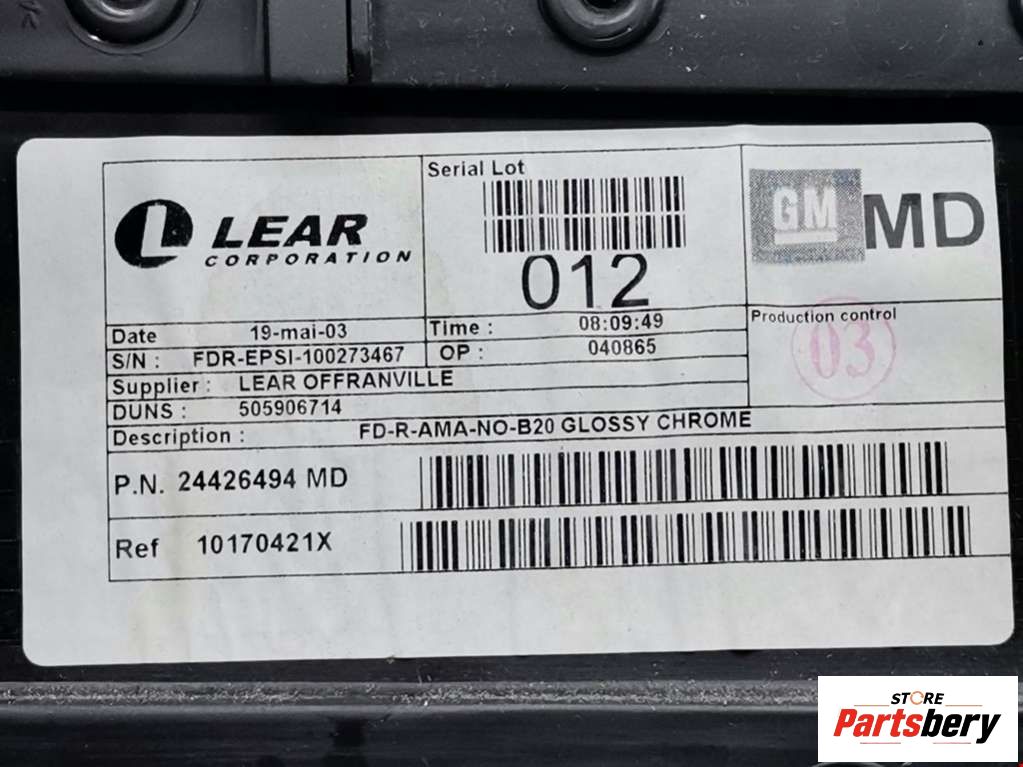 LEAR
CORPORATION
Serial Lot
012
GM MD
Date 19-mai-03
Time : 08:09:49
Production control
03
S/N : FDR-EPSI-100273467
OP : 040865
Supplier : LEAR OFFRANVILLE
DUNS : 505906714
Description : FD-R-AMA-NO-B20 GLOSSY CHROME
P.N. 24426494 MD
Ref 10170421X
STORE
Partsbery